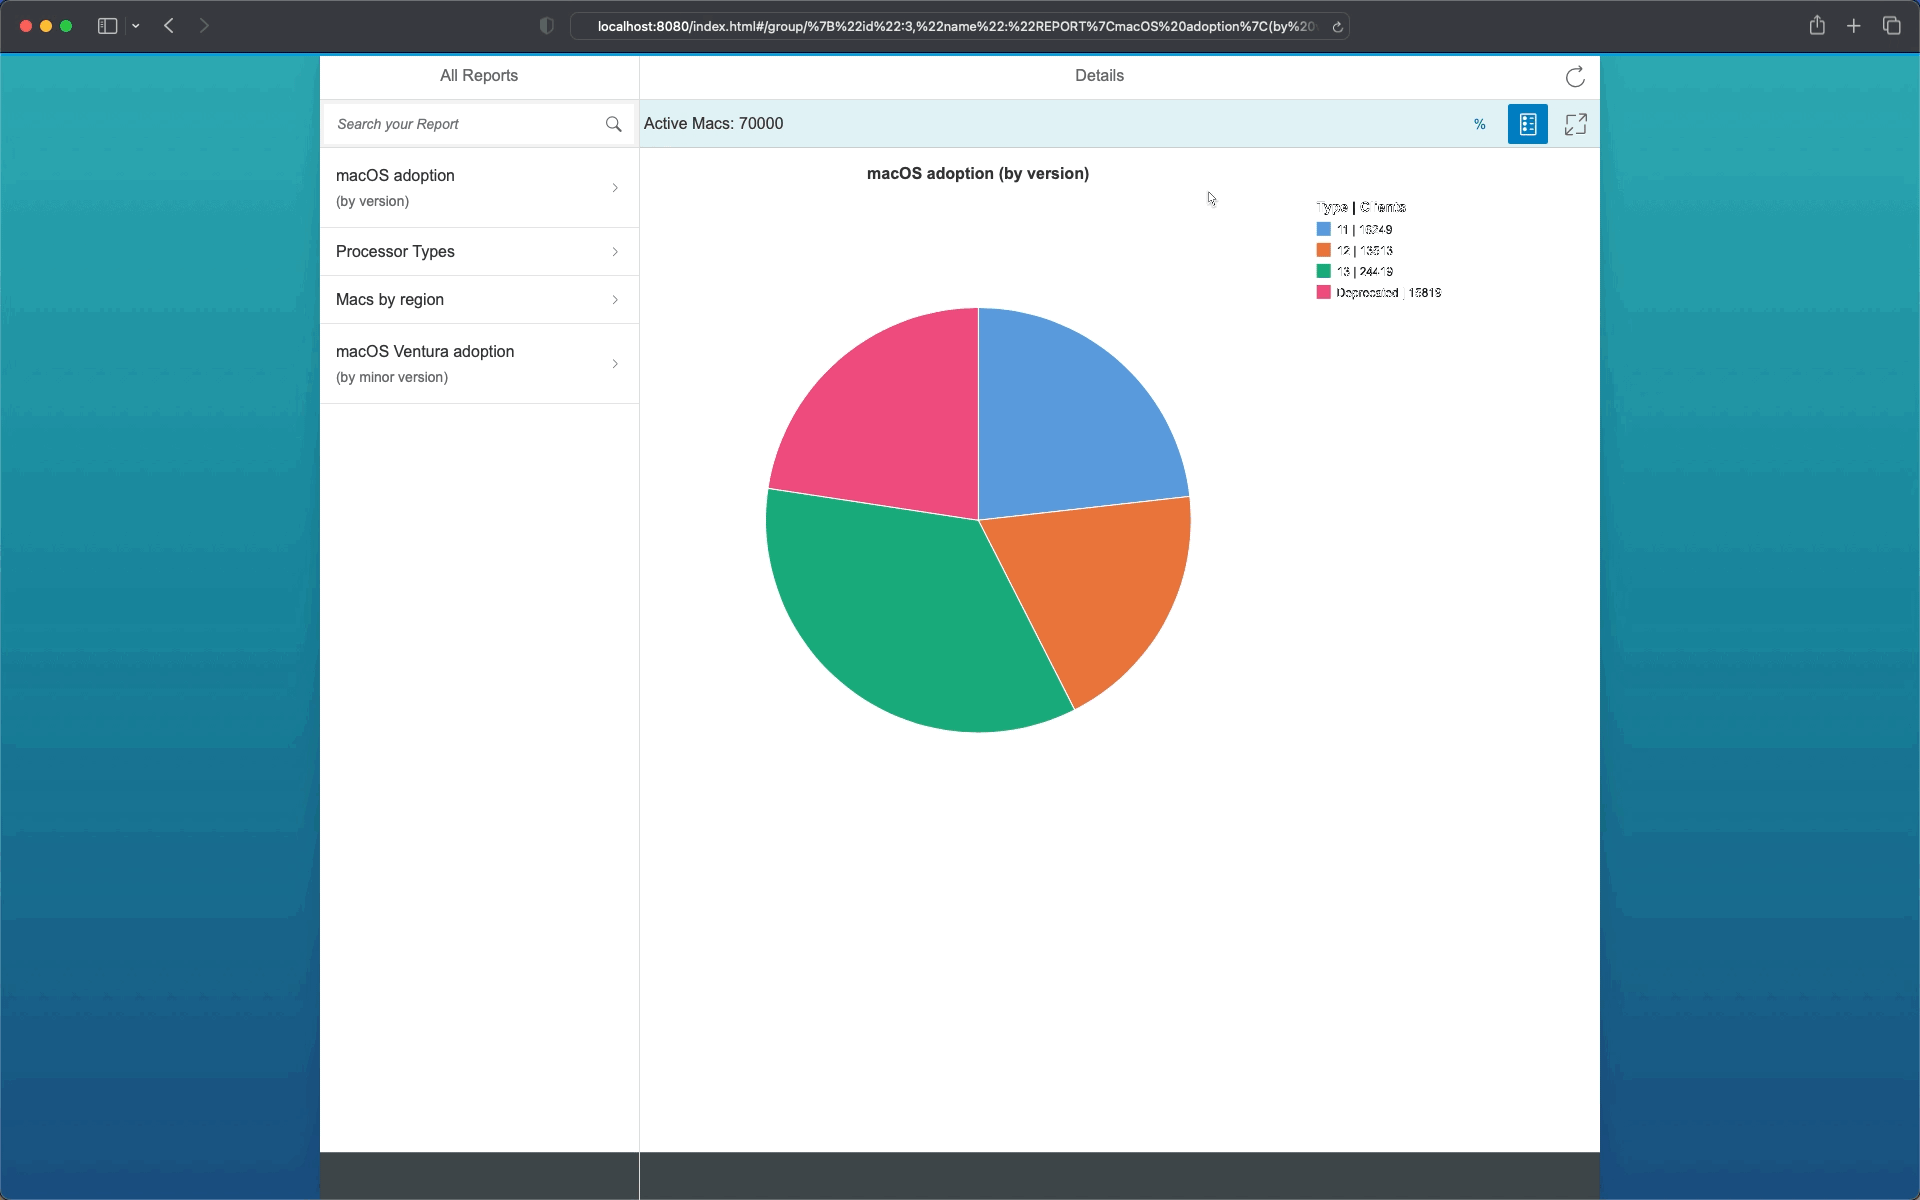 localhost:8080/index.html#/group/%7B%22id%22:3,%22name%22:%22REPORT%7CmacOS%20adoption%7C(by%20
All Reports
Details
Search your Report
Active Macs: 70000
%
macOS adoption
(by version)
Processor Types
Macs by region
macOS Ventura adoption
(by minor version)
macOS adoption (by version)
Type | Clients
11 | 16249
12 | 13513
13 | 24419
Deprecated | 15819